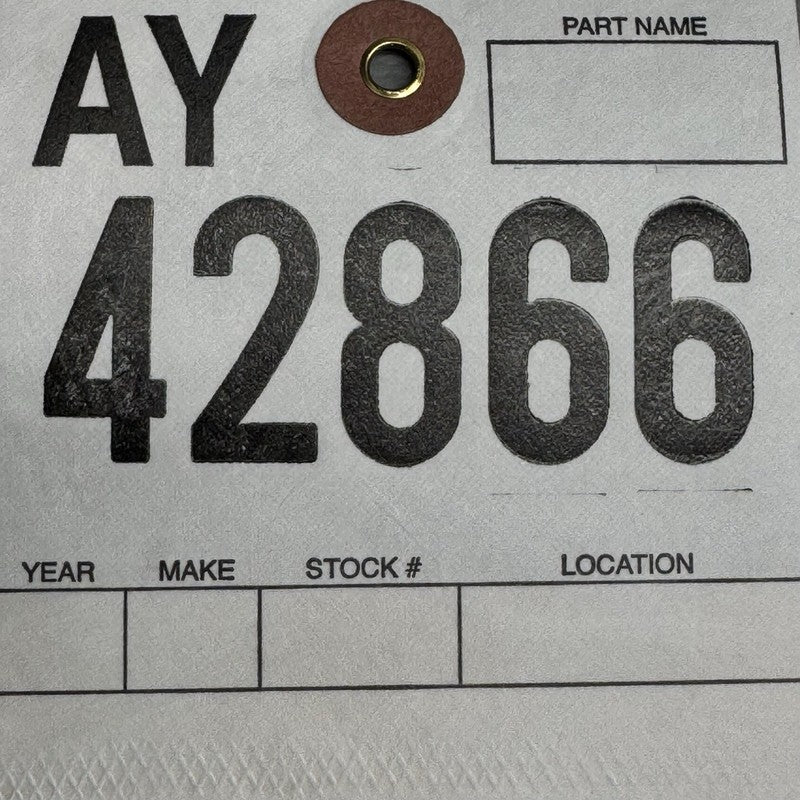 AY
PART NAME
42866
YEAR MAKE STOCK # LOCATION